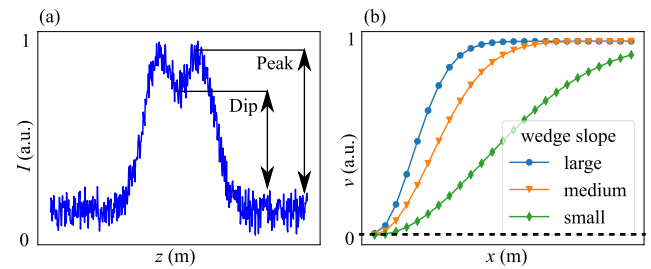 (a)
1
Peak
Dip
I (a.u.)
0
z (m)
(b)
1
v (a.u.)
wedge slope
large
medium
small
0
x (m)